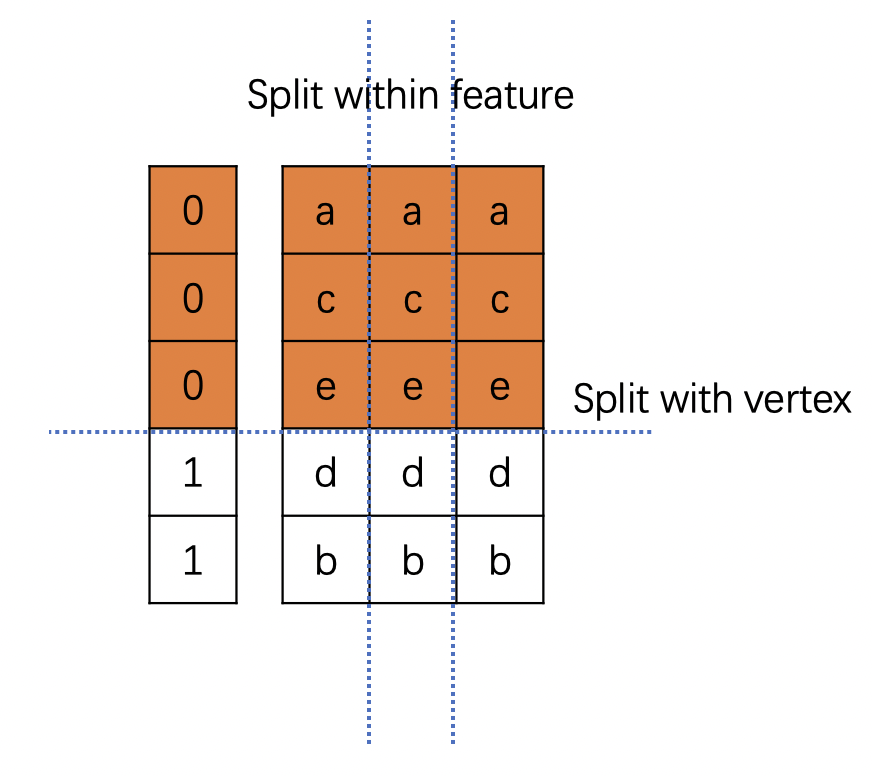 Split within feature
0 a a a
0 c c c
0 e e e
Split with vertex
1 d d d
1 b b b